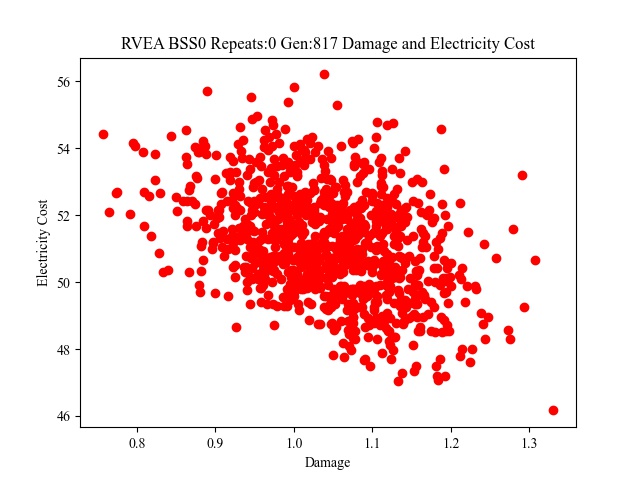 RVEA BSS0 Repeats:0 Gen:817 Damage and Electricity Cost
56
54
52
50
48
46
Electricity Cost
0.8 0.9 1.0 1.1 1.2 1.3
Damage